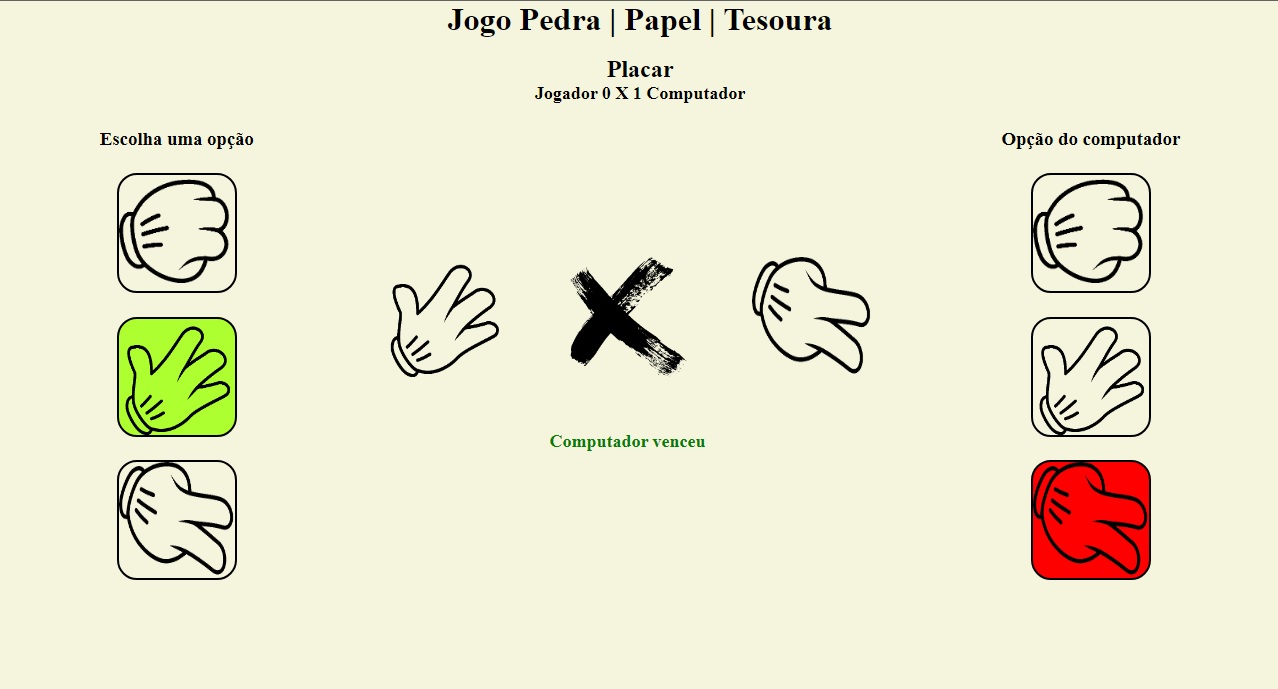 Jogo Pedra | Papel | Tesoura
Placar
Jogador 0 X 1 Computador
Escolha uma opção
Opção do computador
Computador venceu